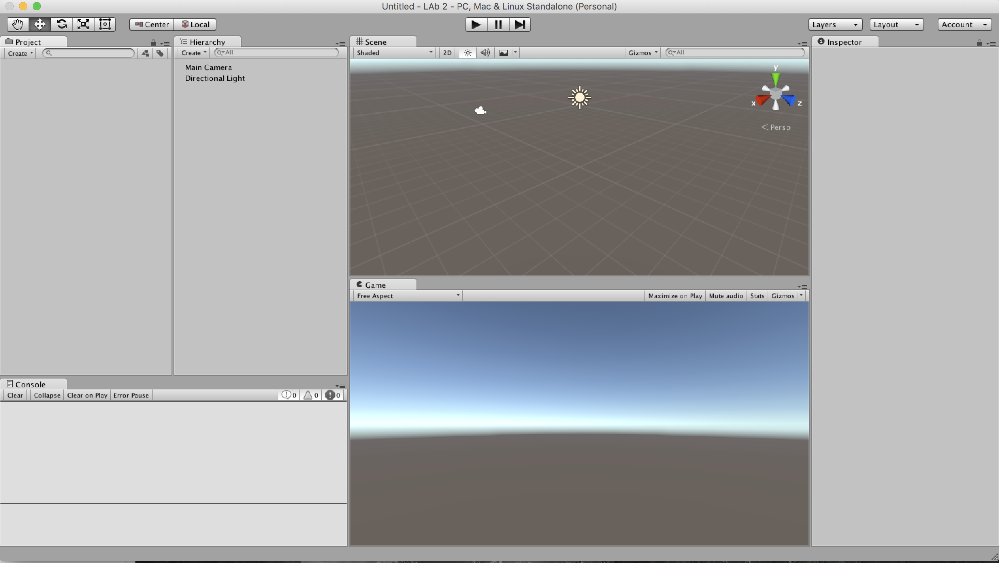 Untitled - LAb 2 - PC, Mac & Linux Standalone (Personal)
Center Local Layers Layout Account
Project
Create
Hierarchy
Create All
Main Camera
Directional Light
Scene
Shaded 2D Gizmos All
y
x z
Persp
Game
Free Aspect Maximize on Play Mute audio Stats Gizmos
Inspector
Console
Clear Collapse Clear on Play Error Pause 0 0 0